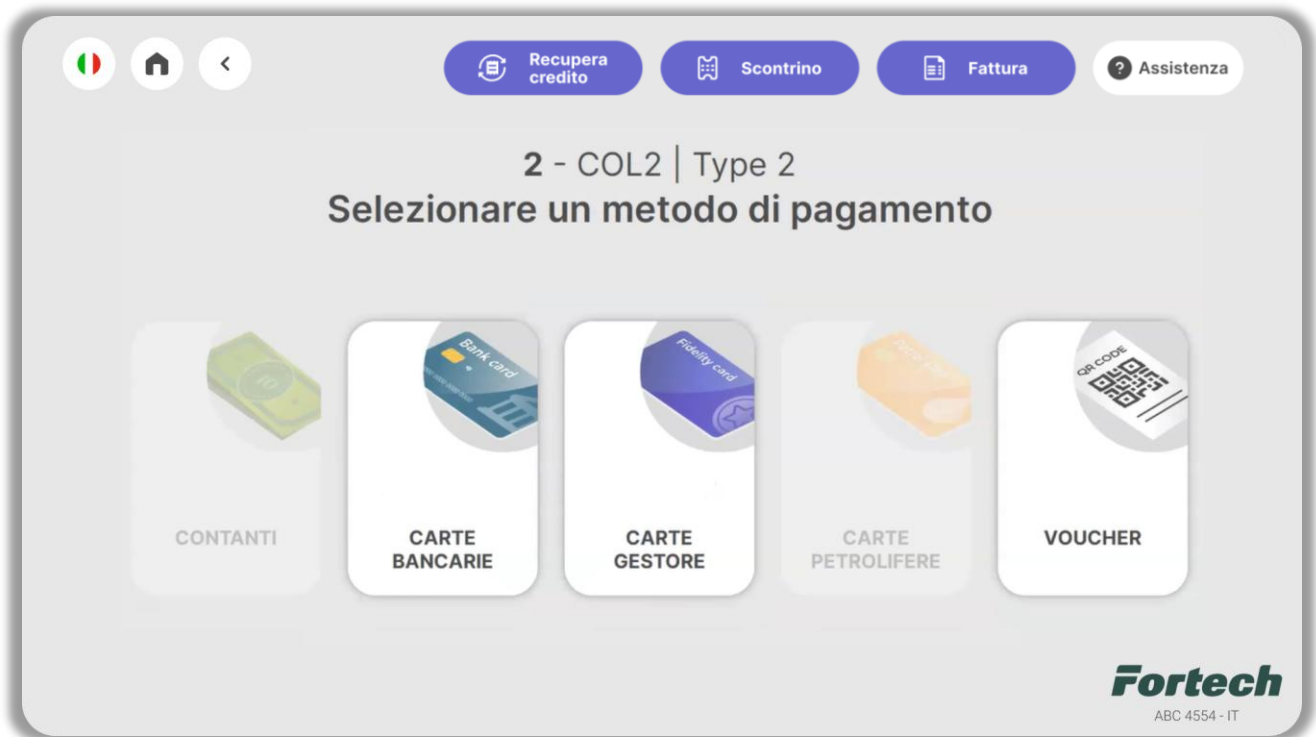 Recupera
credito
Scontrino
Fattura
? Assistenza
2 - COL2 | Type 2
Selezionare un metodo di pagamento
10
Bank card
Fidelity card
QR CODE
CONTANTI
CARTE
BANCARIE
CARTE
GESTORE
CARTE
PETROLIFERE
VOUCHER
Fortech
ABC 4554 - IT